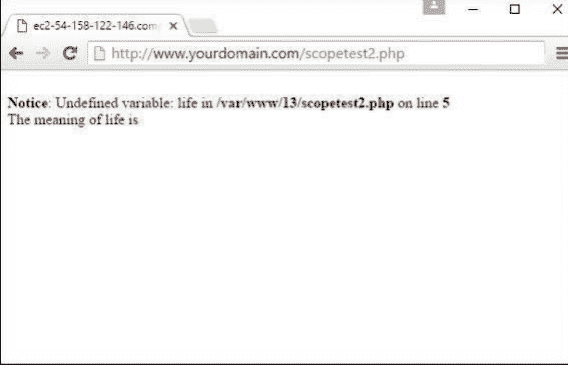 ec2-54-158-122-146.com
http://www.yourdomain.com/scopetest2.php
Notice: Undefined variable: life in /var/www/13/scopetest2.php on line 5
The meaning of life is